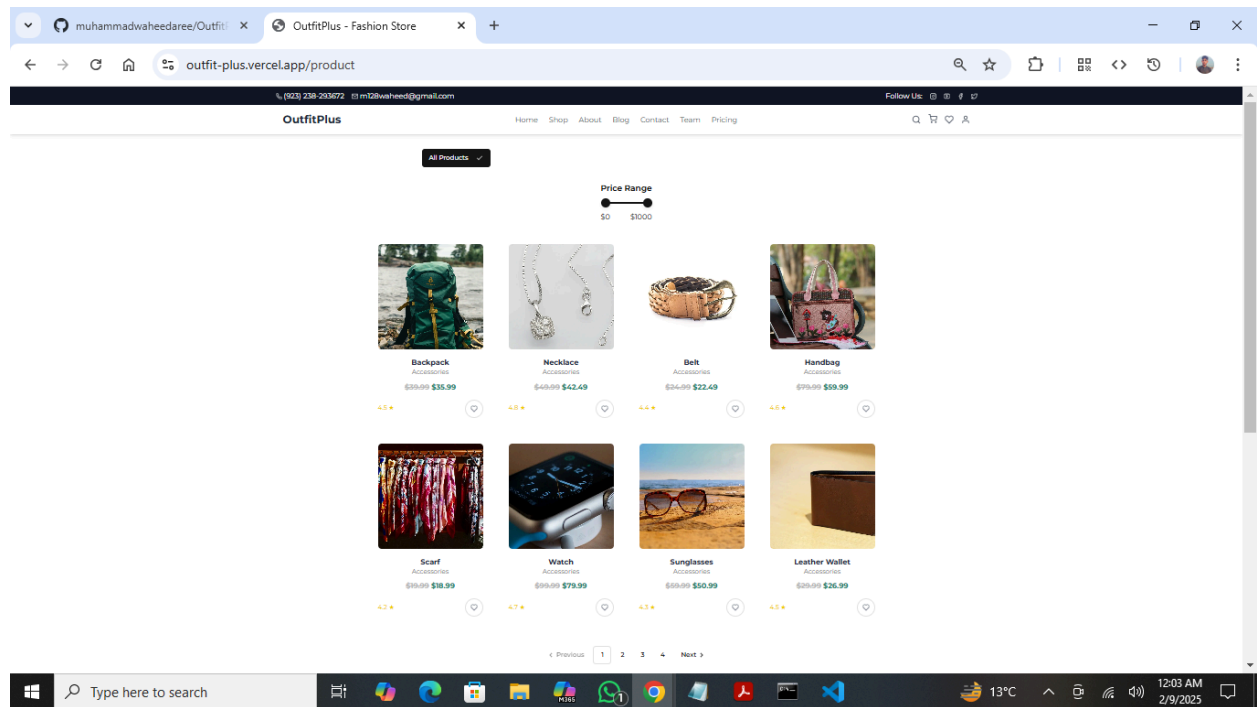 muhammadwaheedaree/Outfit
OutfitPlus - Fashion Store
outfit-plus.vercel.app/product
(923) 238-293672 m128waheed@gmail.com Follow Us:
OutfitPlus Home Shop About Blog Contact Team Pricing
All Products
Price Range
$0 $1000
Backpack Necklace Belt Handbag
Accessories Accessories Accessories Accessories
$39.99 $35.99 $49.99 $42.49 $24.99 $22.49 $79.99 $59.99
4.5 ★ 4.8 ★ 4.4 ★ 4.6 ★
Scarf Watch Sunglasses Leather Wallet
Accessories Accessories Accessories Accessories
$19.99 $18.99 $99.99 $79.99 $59.99 $50.99 $29.99 $26.99
4.2 ★ 4.7 ★ 4.3 ★ 4.5 ★
< Previous 1 2 3 4 Next >
Type here to search
M365
1
13°C
12:03 AM
2/9/2025